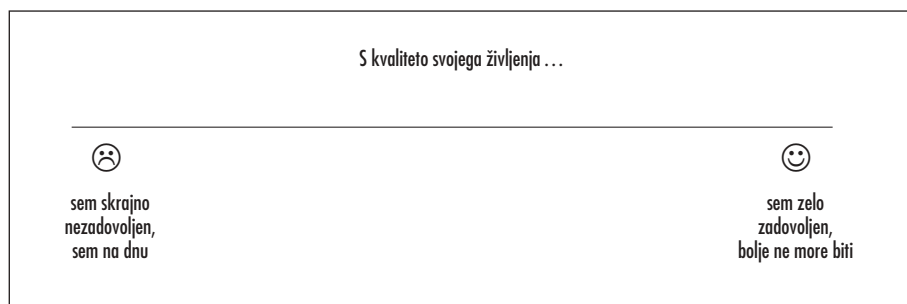 S kvaliteto svojega življenja ...
sem skrajno
nezadovoljen,
sem na dnu
sem zelo
zadovoljen,
bolje ne more biti